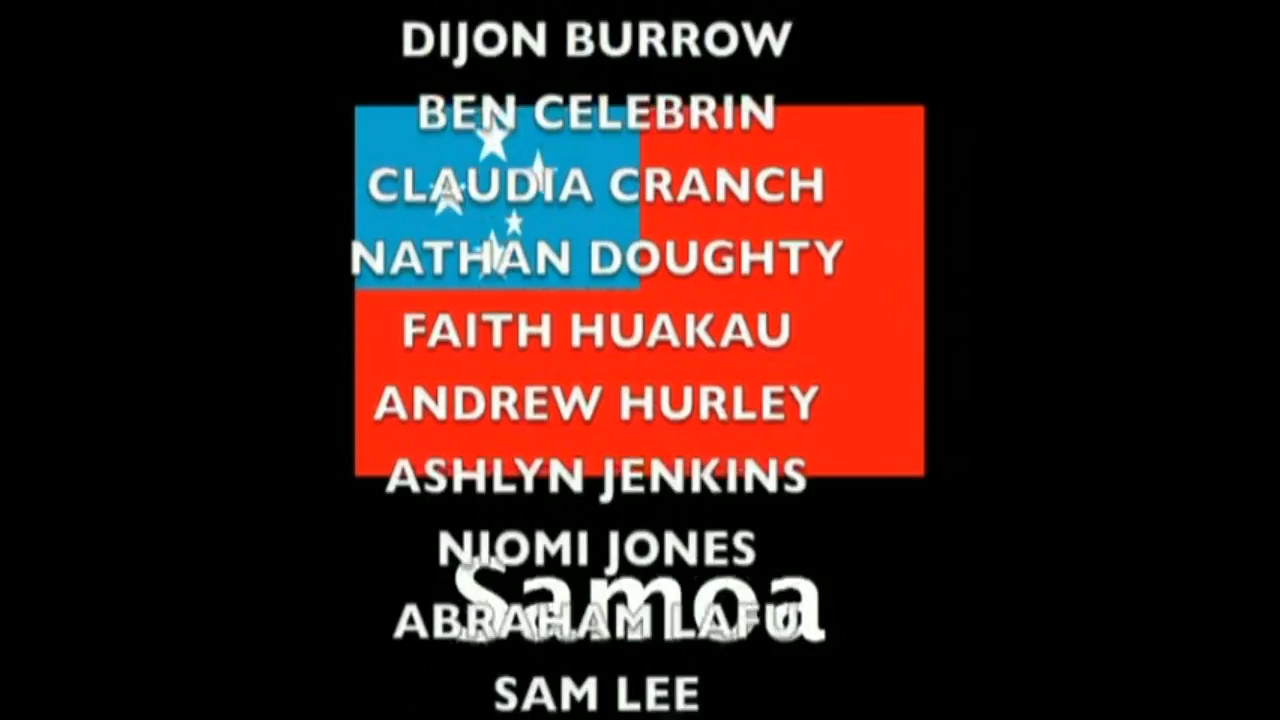 DIJON BURROW
BEN CELEBRIN
CLAUDIA CRANCH
NATHAN DOUGHTY
FAITH HUAKAU
ANDREW HURLEY
ASHLYN JENKINS
NIOMI JONES
Samoa
ABRAHAM LAFU
SAM LEE